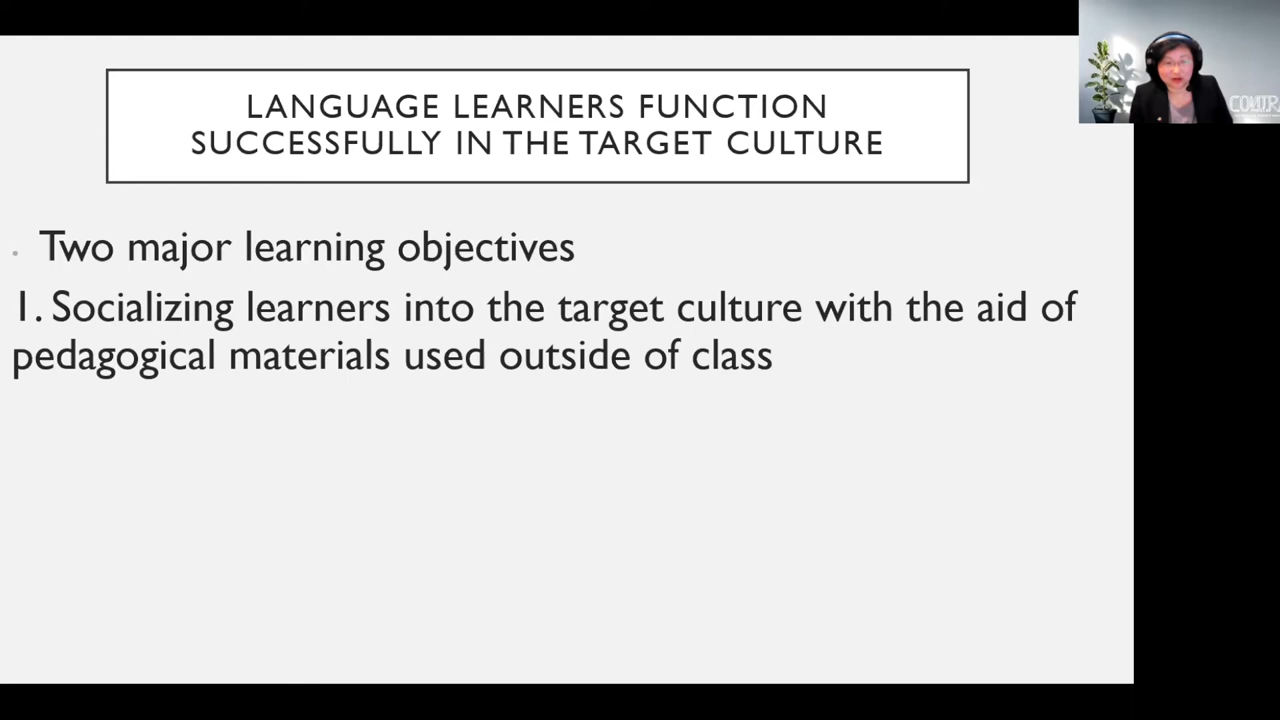 LANGUAGE LEARNERS FUNCTION
SUCCESSFULLY IN THE TARGET CULTURE
Two major learning objectives
1. Socializing learners into the target culture with the aid of
pedagogical materials used outside of class